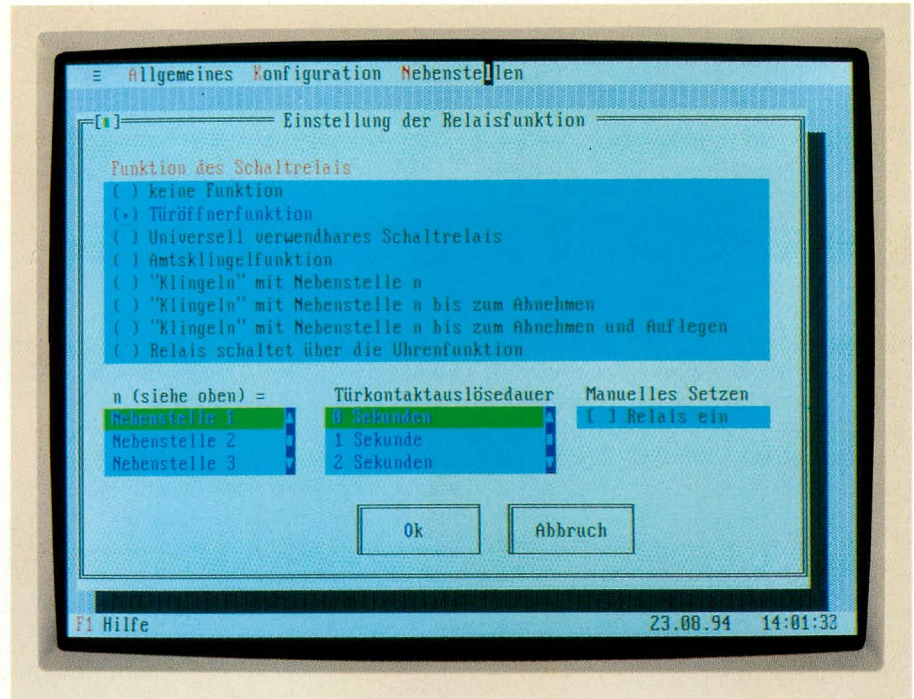 ≡ Allgemeines Konfiguration Nebenstellen
[▪] Einstellung der Relaisfunktion
Funktion des Schaltrelais
( ) keine Funktion
(•) Türöffnerfunktion
( ) Universell verwendbares Schaltrelais
( ) Amtsklingelfunktion
( ) "Klingeln" mit Nebenstelle n
( ) "Klingeln" mit Nebenstelle n bis zum Abnehmen
( ) "Klingeln" mit Nebenstelle n bis zum Abnehmen und Auflegen
( ) Relais schaltet über die Uhrenfunktion
n (siehe oben) =
Nebenstelle 1
Nebenstelle 2
Nebenstelle 3
Türkontaktauslösedauer
0 Sekunden
1 Sekunde
2 Sekunden
Manuelles Setzen
[ ] Relais ein
Ok
Abbruch
F1 Hilfe
23.08.94 14:01:33